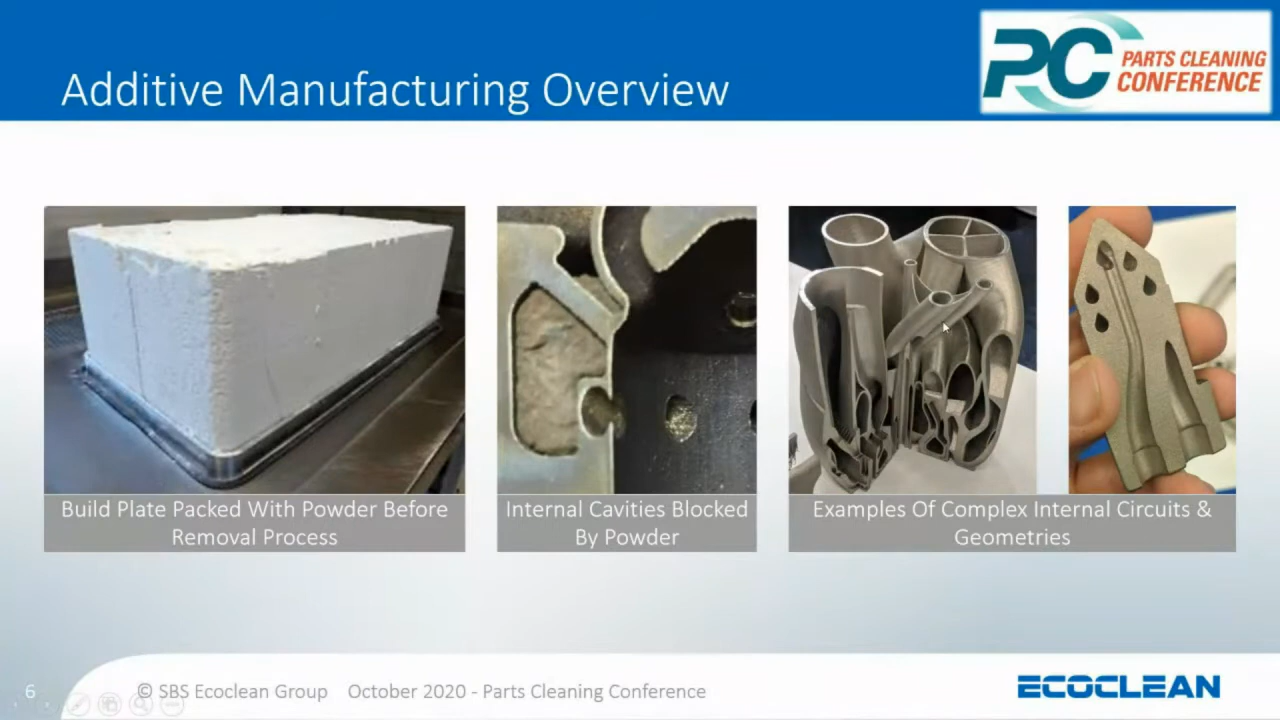 Additive Manufacturing Overview
PC PARTS CLEANING
CONFERENCE
Build Plate Packed With Powder Before
Removal Process
Internal Cavities Blocked
By Powder
Examples Of Complex Internal Circuits &
Geometries
6
© SBS Ecoclean Group October 2020 - Parts Cleaning Conference
ECOCLEAN